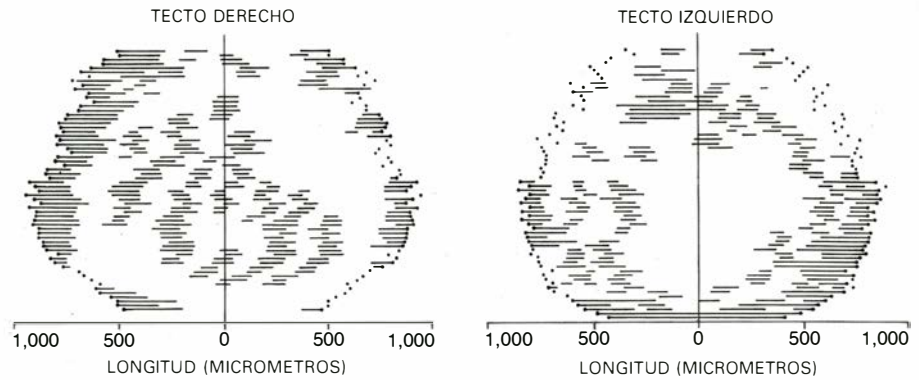 TECTO DERECHO
1,000 500 0 500 1,000
LONGITUD (MICROMETROS)
TECTO IZQUIERDO
1,000 500 0 500 1,000
LONGITUD (MICROMETROS)